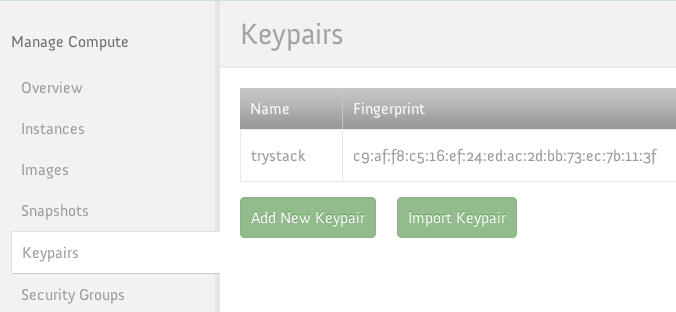 Manage Compute
Overview
Instances
Images
Snapshots
Keypairs
Security Groups
Keypairs
Name Fingerprint
trystack c9:af:f8:c5:16:ef:24:ed:ac:2d:bb:73:ec:7b:11:3f
Add New Keypair Import Keypair